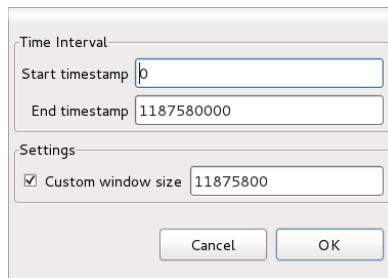 Time Interval
Start timestamp 0
End timestamp 1187580000
Settings
Custom window size 11875800
Cancel OK